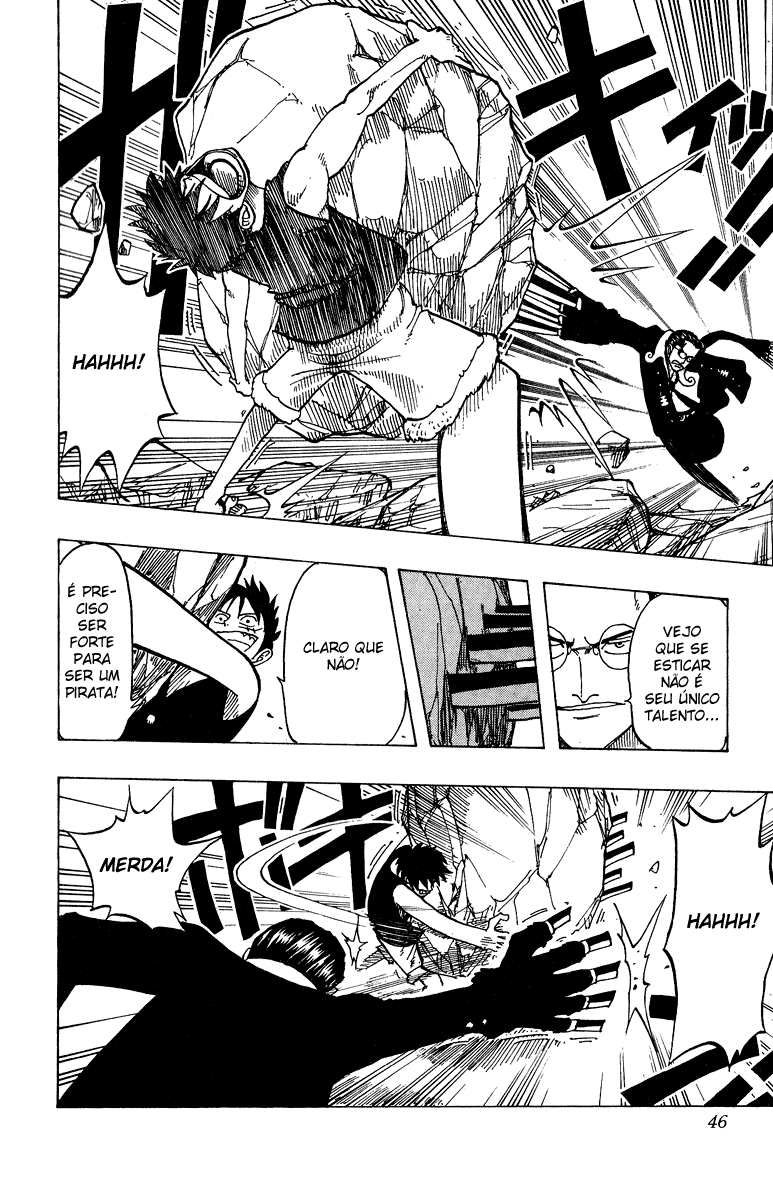 HAHHH!
VEJO
QUE SE
ESTICAR
NÃO É
SEU ÚNICO
TALENTO...
CLARO QUE
NÃO!
É PRE-
CISO
SER
FORTE
PARA
SER UM
PIRATA!
HAHHH!
MERDA!
46